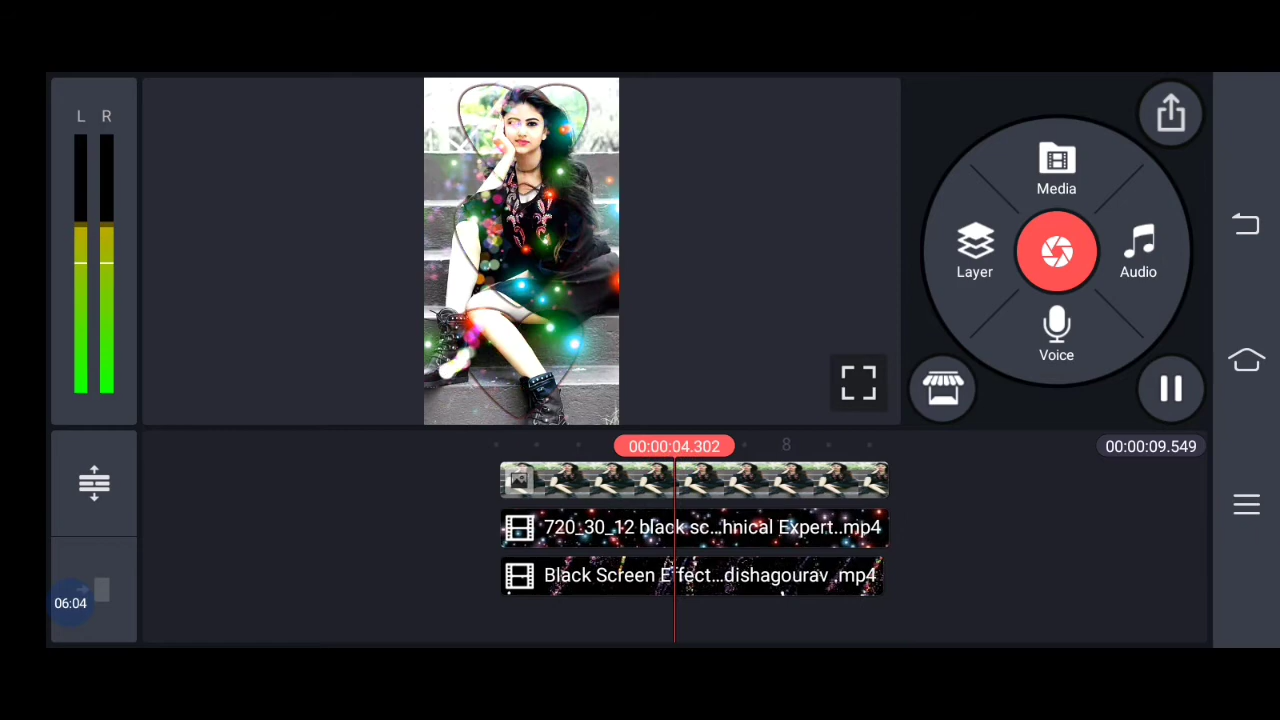 L R
Media
Layer
Audio
Voice
00:00:04.302
8
00:00:09.549
720_30_12 black sc...hnical Expert..mp4
Black Screen Effect...dishagourav .mp4
06:04